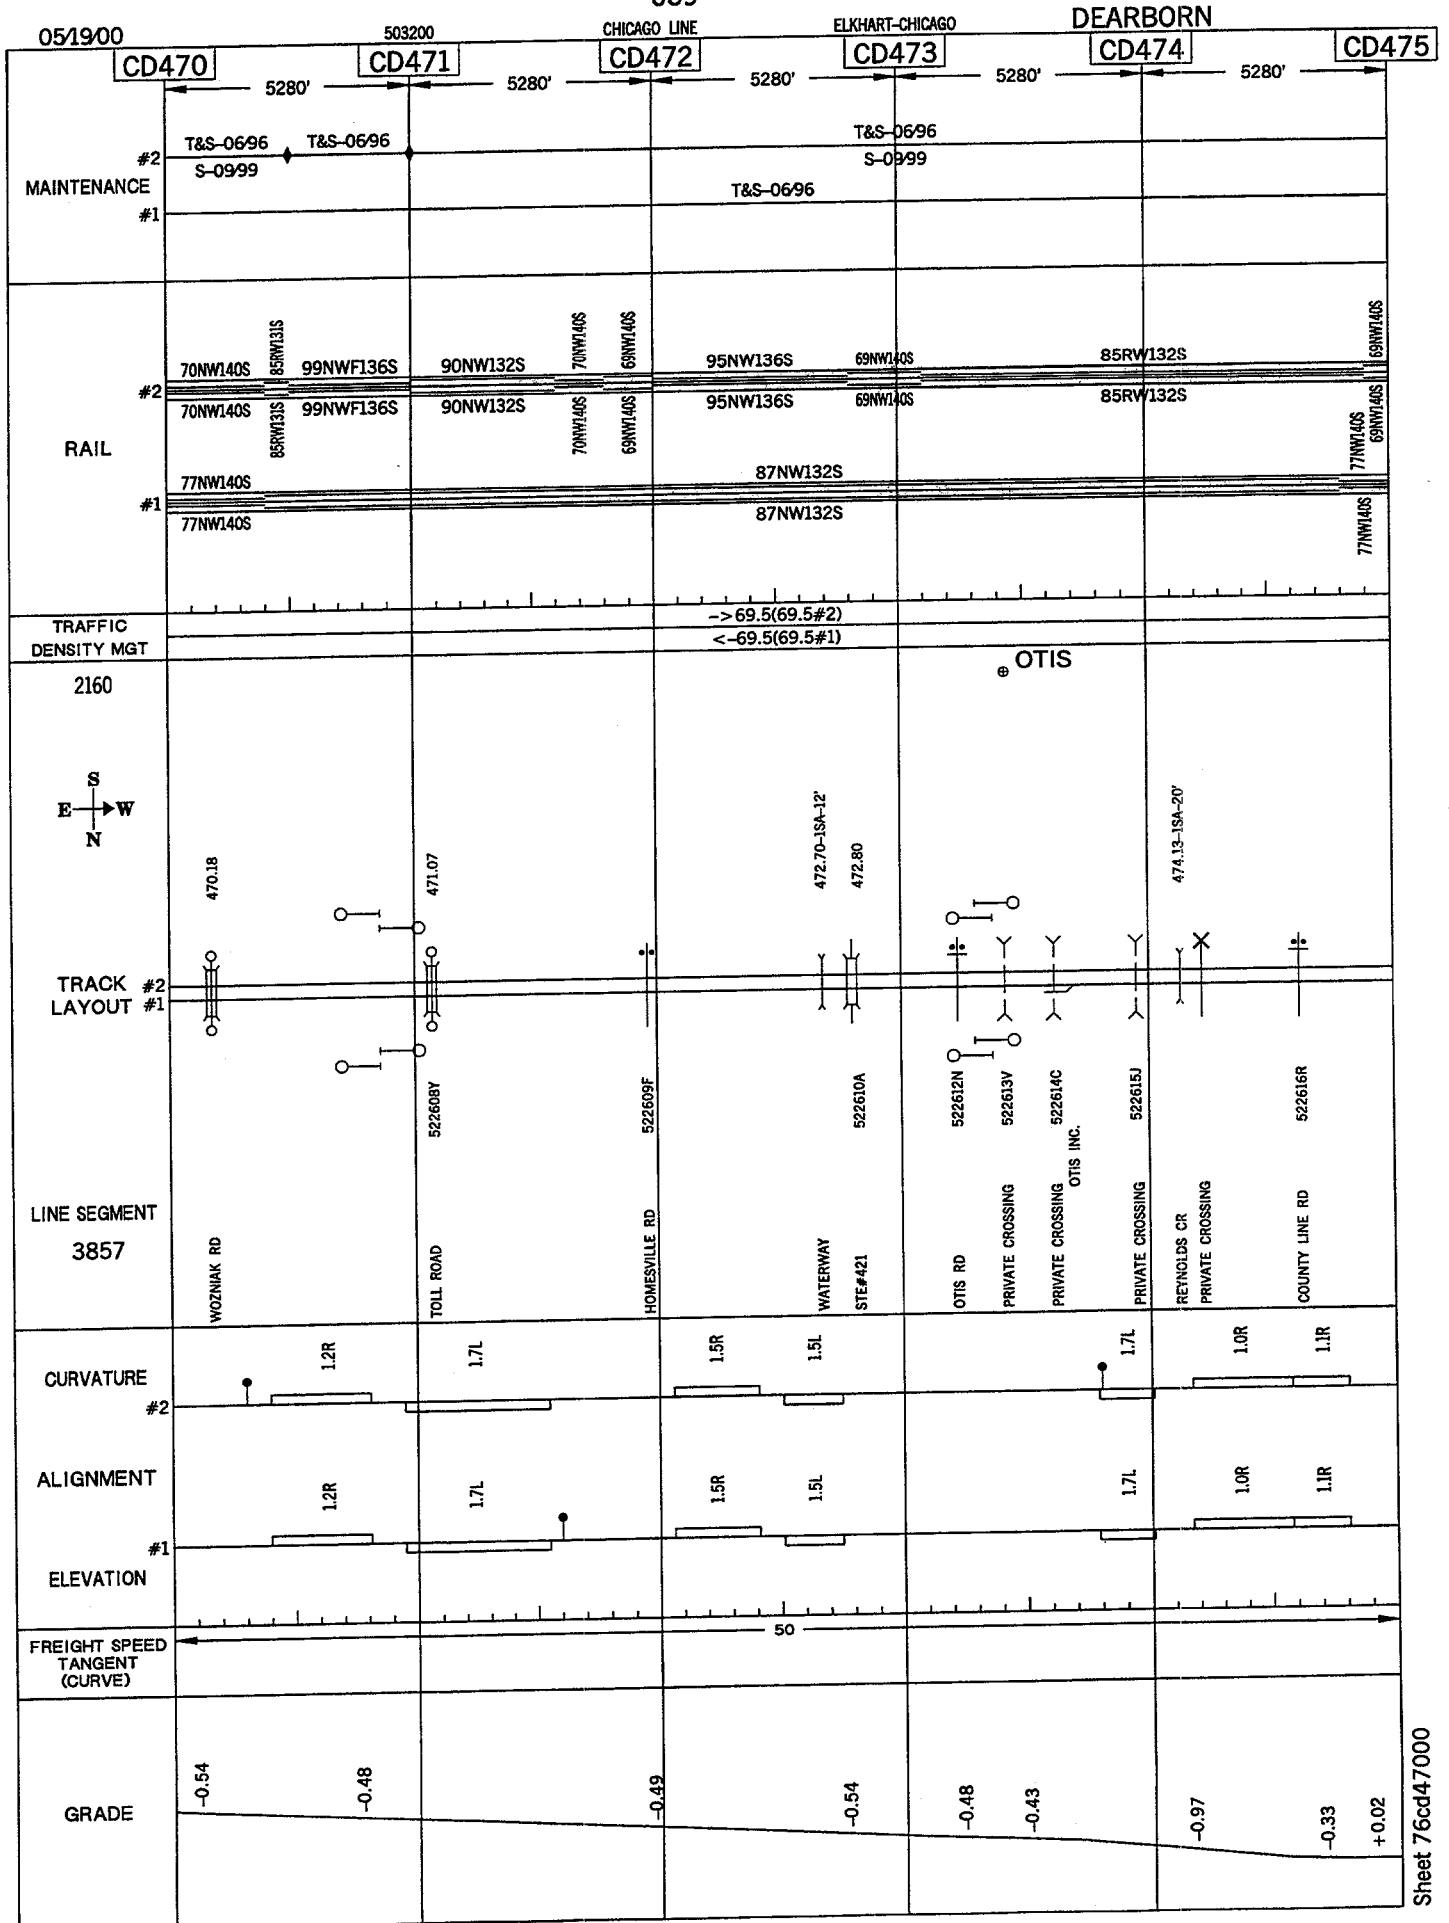 05/19/00 503200 CHICAGO LINE ELKHART-CHICAGO DEARBORN
CD470 CD471 CD472 CD473 CD474 CD475
5280' 5280' 5280' 5280' 5280'
T&S-06/96 T&S-06/96 T&S-06/96
#2
S-09/99 S-09/99
MAINTENANCE
T&S-06/96
#1
70NW140S 85RW131S 99NWF136S 90NW132S 70NW140S 69NW140S 95NW136S 69NW140S 85RW132S 69NW140S
#2
70NW140S 85RW131S 99NWF136S 90NW132S 70NW140S 69NW140S 95NW136S 69NW140S 85RW132S 69NW140S
RAIL
77NW140S 87NW132S 77NW140S
#1
77NW140S 87NW132S 77NW140S
TRAFFIC
DENSITY MGT
->69.5(69.5#2)
<-69.5(69.5#1)
2160
OTIS
S
E W
N
470.18 471.07 472.70-1SA-12' 472.80 474.13-1SA-20'
TRACK #2
LAYOUT #1
522608Y 522609F 522610A 522612N 522613V 522614C 522615J 522616R
OTIS INC.
LINE SEGMENT
3857
WOZNIAK RD
TOLL ROAD
HOMESVILLE RD
WATERWAY
STE#421
OTIS RD
PRIVATE CROSSING
PRIVATE CROSSING
PRIVATE CROSSING
REYNOLDS CR
PRIVATE CROSSING
COUNTY LINE RD
CURVATURE
1.2R 1.7L 1.5R 1.5L 1.7L 1.0R 1.1R
#2
ALIGNMENT
1.2R 1.7L 1.5R 1.5L 1.7L 1.0R 1.1R
#1
ELEVATION
FREIGHT SPEED
TANGENT
(CURVE)
50
GRADE
-0.54 -0.48 -0.49 -0.54 -0.48 -0.43 -0.97 -0.33 +0.02
Sheet 76cd47000